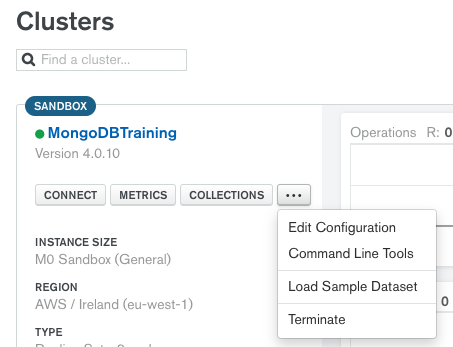 Clusters
Find a cluster...
SANDBOX
MongoDBTraining
Version 4.0.10
CONNECT METRICS COLLECTIONS ...
Edit Configuration
Command Line Tools
Load Sample Dataset
Terminate
INSTANCE SIZE
M0 Sandbox (General)
REGION
AWS / Ireland (eu-west-1)
TYPE
Operations R: 0
0